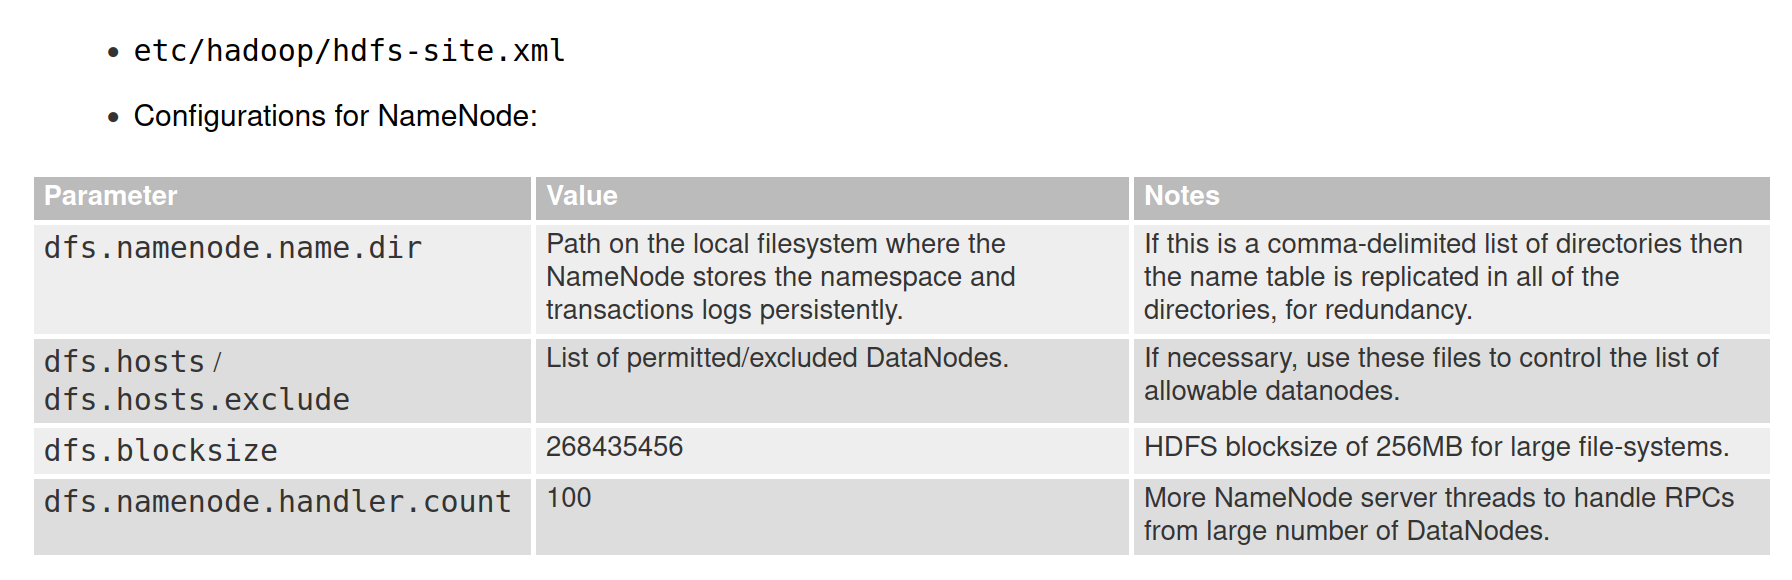 etc/hadoop/hdfs-site.xml
Configurations for NameNode:
Parameter Value Notes
dfs.namenode.name.dir
Path on the local filesystem where the
NameNode stores the namespace and
transactions logs persistently.
If this is a comma-delimited list of directories then
the name table is replicated in all of the
directories, for redundancy.
dfs.hosts /
dfs.hosts.exclude
List of permitted/excluded DataNodes.
If necessary, use these files to control the list of
allowable datanodes.
dfs.blocksize
268435456
HDFS blocksize of 256MB for large file-systems.
dfs.namenode.handler.count
100
More NameNode server threads to handle RPCs
from large number of DataNodes.